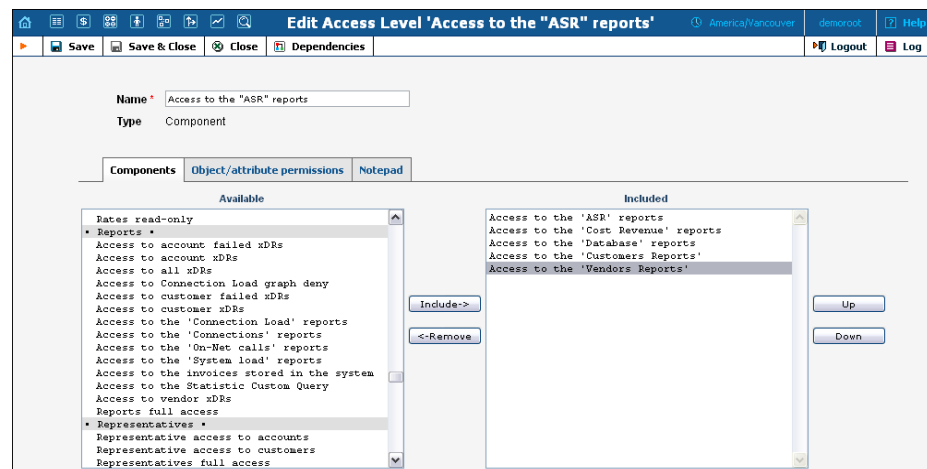 Edit Access Level 'Access to the "ASR" reports'
America/Vancouver
demoroot
Help
Save
Save & Close
Close
Dependencies
Logout
Log
Name * Access to the "ASR" reports
Type Component
Components
Object/attribute permissions
Notepad
Available
Rates read-only
• Reports •
Access to account failed xDRs
Access to account xDRs
Access to all xDRs
Access to Connection Load graph deny
Access to customer failed xDRs
Access to customer xDRs
Access to the 'Connection Load' reports
Access to the 'Connections' reports
Access to the 'On-Net calls' reports
Access to the 'System load' reports
Access to the invoices stored in the system
Access to the Statistic Custom Query
Access to vendor xDRs
Reports full access
• Representatives •
Representative access to accounts
Representative access to customers
Representatives full access
Include->
<-Remove
Included
Access to the 'ASR' reports
Access to the 'Cost Revenue' reports
Access to the 'Database' reports
Access to the 'Customers Reports'
Access to the 'Vendors Reports'
Up
Down